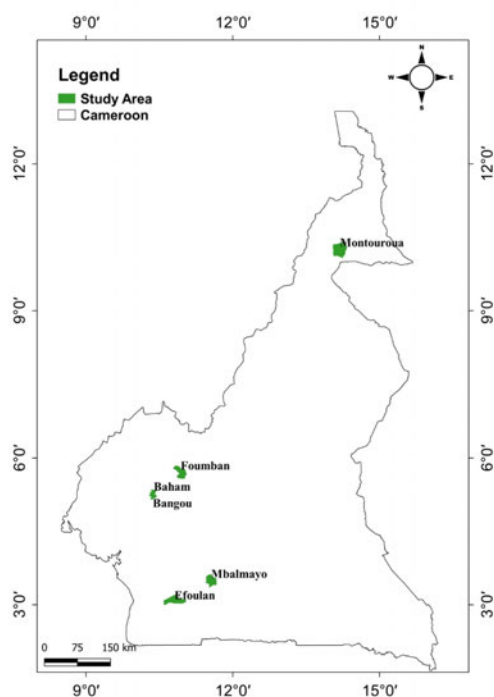 9°0' 12°0' 15°0'
Legend
Study Area
Cameroon
N
W E
S
12°0' 12°0'
Montouroua
9°0' 9°0'
6°0' 6°0'
Foumban
Baham
Bangou
Mbalmayo
Efoulan
3°0' 3°0'
0 75 150 km
9°0' 12°0' 15°0'